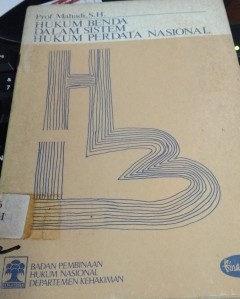 Prof. Mahadi, S.H.
HUKUM BENDA
DALAM SISTEM
HUKUM PERDATA NASIONAL
BADAN PEMBINAAN
HUKUM NASIONAL
DEPARTEMEN KEHAKIMAN